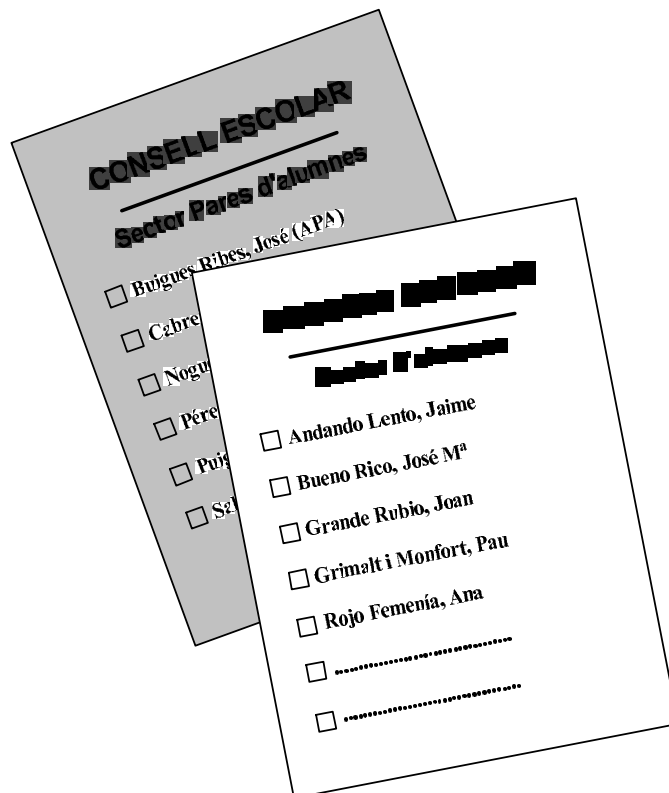 CONSELL ESCOLAR
Sector Pares d'alumnes
Buigues Ribes, José (APA)
Cabre
Nogu
Pére
Puig
Sal
Andando Lento, Jaime
Bueno Rico, José Mª
Grande Rubio, Joan
Grimalt i Monfort, Pau
Rojo Femenía, Ana